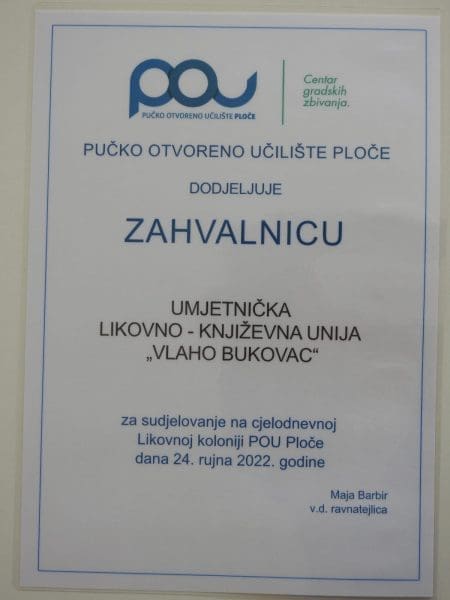 pou
PUČKO OTVORENO UČILIŠTE PLOČE
Centar
gradskih
zbivanja.
PUČKO OTVORENO UČILIŠTE PLOČE
DODJELJUJE
ZAHVALNICU
UMJETNIČKA
LIKOVNO - KNJIŽEVNA UNIJA
„VLAHO BUKOVAC“
za sudjelovanje na cjelodnevnoj
Likovnoj koloniji POU Ploče
dana 24. rujna 2022. godine
Maja Barbir
v.d. ravnatejlica